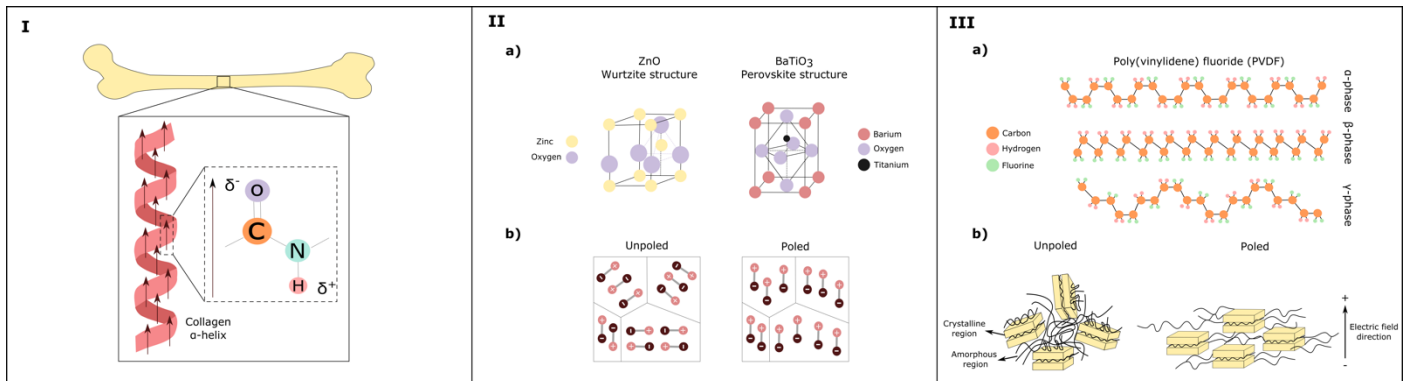 I
δ-
O
C
N
H
δ+
Collagen
α-helix
II
a)
ZnO
Wurtzite structure
BaTiO3
Perovskite structure
Zinc
Oxygen
Barium
Oxygen
Titanium
b)
Unpoled
Poled
III
a)
Poly(vinylidene) fluoride (PVDF)
α-phase
β-phase
γ-phase
Carbon
Hydrogen
Fluorine
b)
Unpoled
Poled
Crystalline
region
Amorphous
region
+
Electric field
direction
-